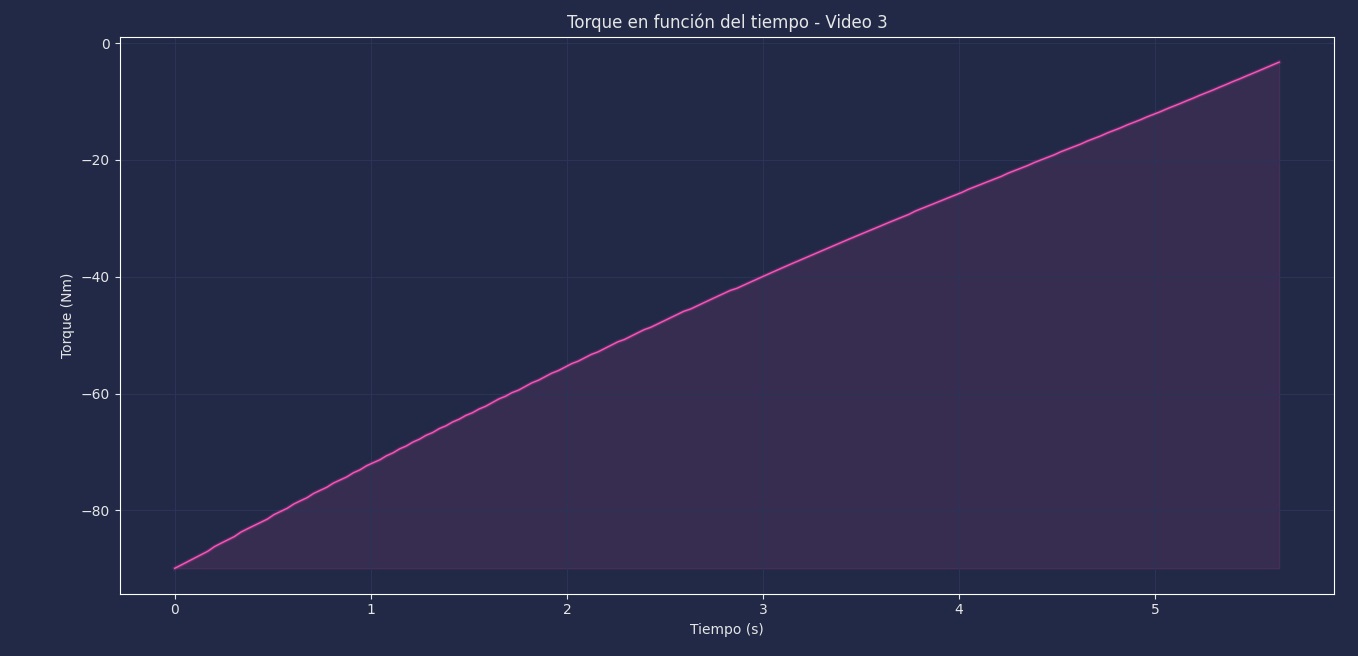 Torque en función del tiempo - Video 3
0
−20
−40
−60
−80
Torque (Nm)
0 1 2 3 4 5
Tiempo (s)